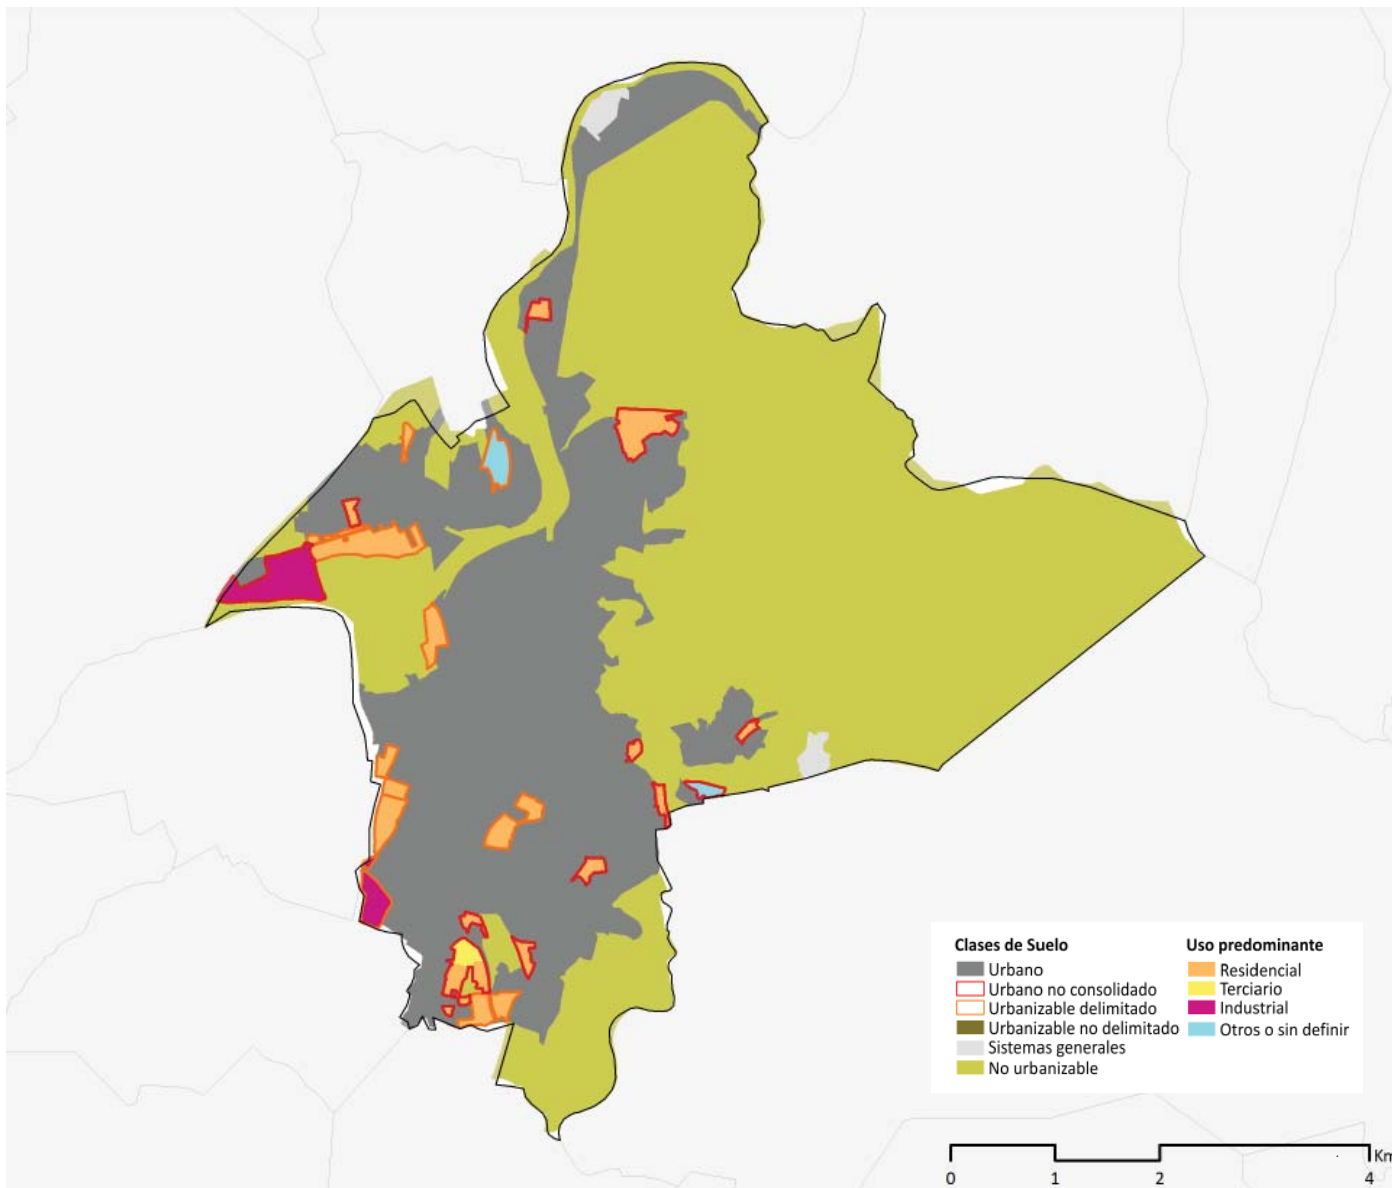 Clases de Suelo
Urbano
Urbano no consolidado
Urbanizable delimitado
Urbanizable no delimitado
Sistemas generales
No urbanizable
Uso predominante
Residencial
Terciario
Industrial
Otros o sin definir
Km
0 1 2 4